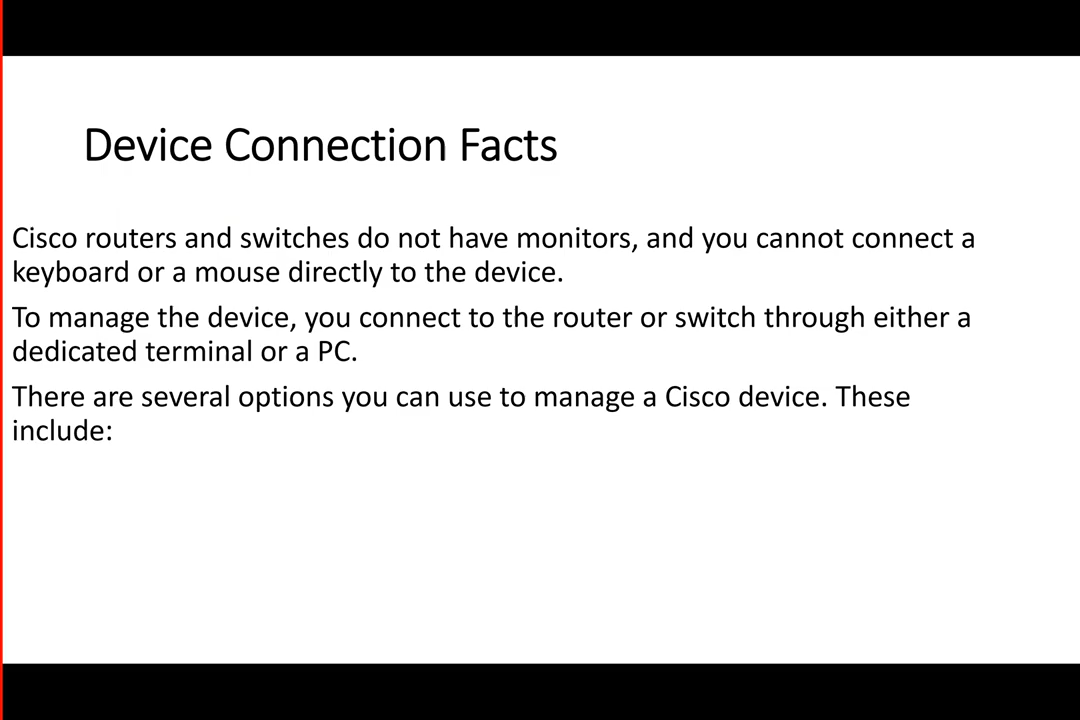 Device Connection Facts
Cisco routers and switches do not have monitors, and you cannot connect a
keyboard or a mouse directly to the device.
To manage the device, you connect to the router or switch through either a
dedicated terminal or a PC.
There are several options you can use to manage a Cisco device. These
include: